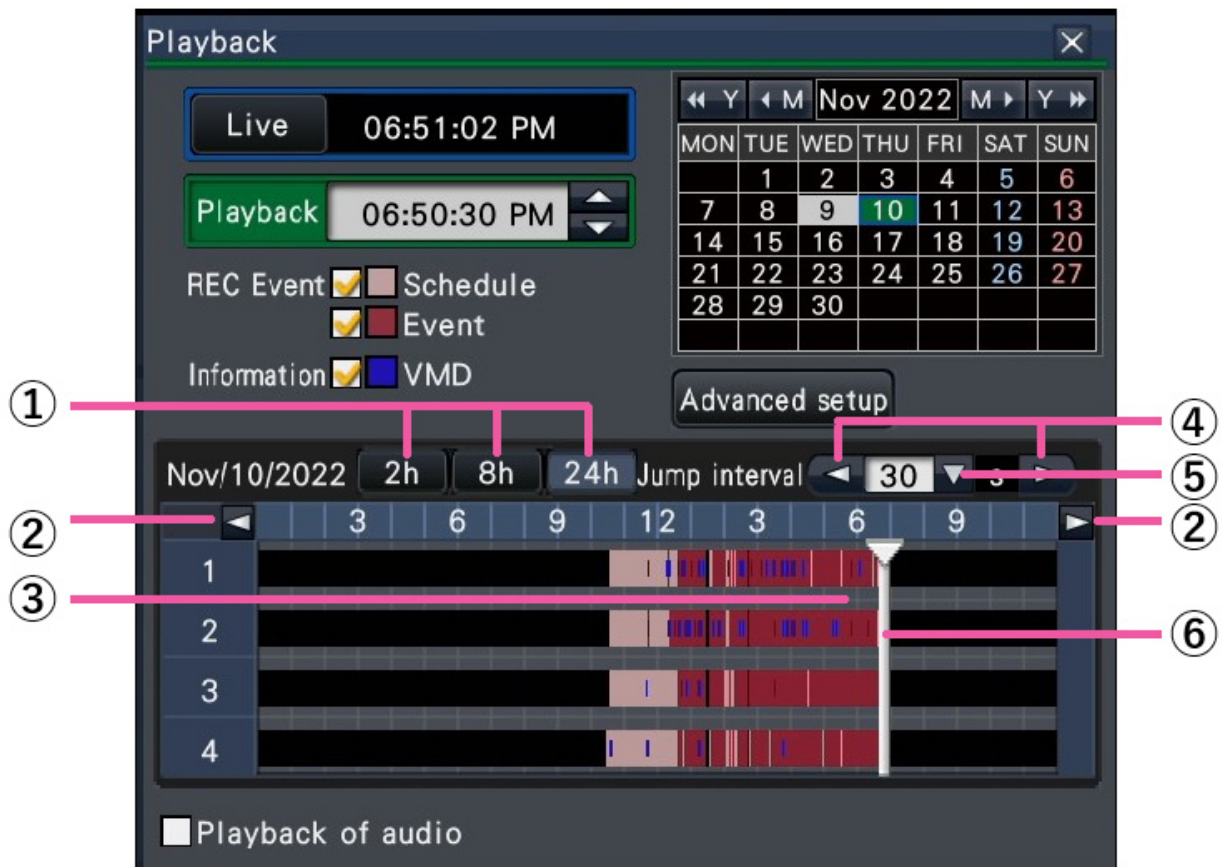 Playback
Live 06:51:02 PM
Playback 06:50:30 PM
REC Event Schedule
Event
Information VMD
Y M Nov 2022 M Y
MON TUE WED THU FRI SAT SUN
1 2 3 4 5 6
7 8 9 10 11 12 13
14 15 16 17 18 19 20
21 22 23 24 25 26 27
28 29 30
Advanced setup
① ④
Nov/10/2022 2h 8h 24h Jump interval 30 s ⑤
② 3 6 9 12 3 6 9 ②
1
③
2 ⑥
3
4
Playback of audio